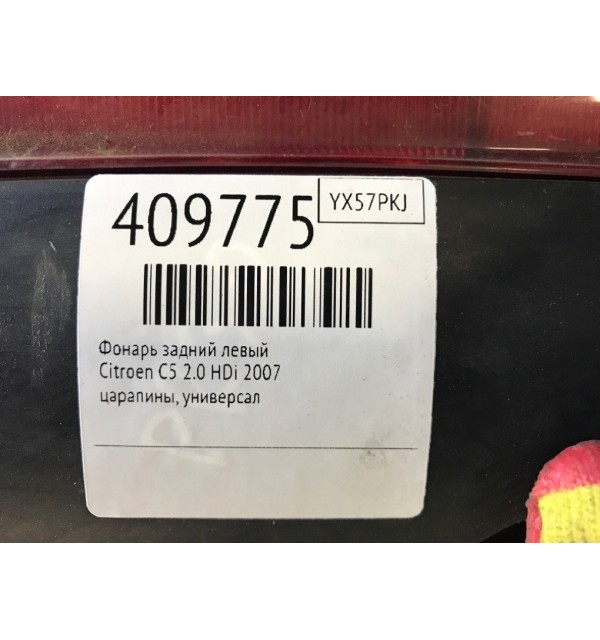 409775
YX57PKJ
Фонарь задний левый
Citroen C5 2.0 HDi 2007
царапины, универсал